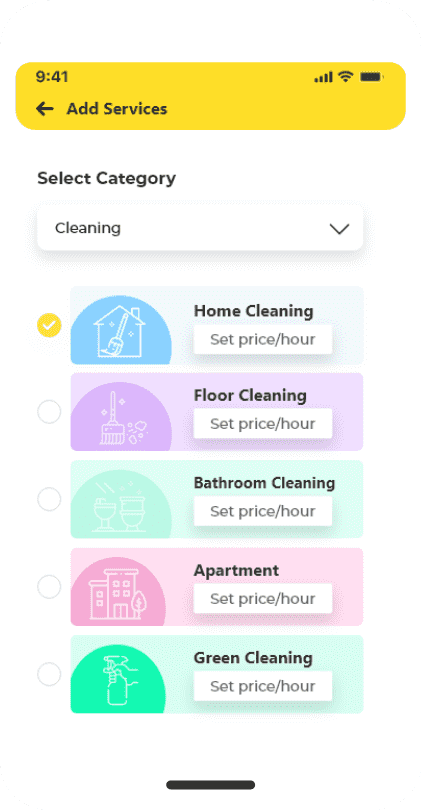 9:41
Add Services
Select Category
Cleaning
Home Cleaning
Set price/hour
Floor Cleaning
Set price/hour
Bathroom Cleaning
Set price/hour
Apartment
Set price/hour
Green Cleaning
Set price/hour